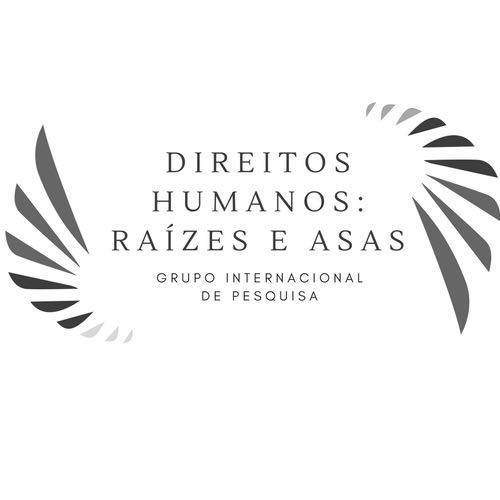 DIREITOS
HUMANOS:
RAÍZES E ASAS
GRUPO INTERNACIONAL
DE PESQUISA